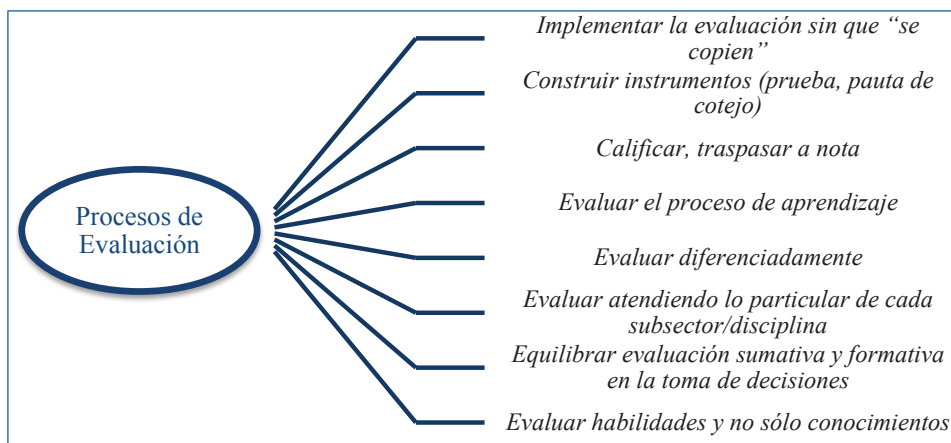 Procesos de
Evaluación
Implementar la evaluación sin que “se
copien”
Construir instrumentos (prueba, pauta de
cotejo)
Calificar, traspasar a nota
Evaluar el proceso de aprendizaje
Evaluar diferenciadamente
Evaluar atendiendo lo particular de cada
subsector/disciplina
Equilibrar evaluación sumativa y formativa
en la toma de decisiones
Evaluar habilidades y no sólo conocimientos